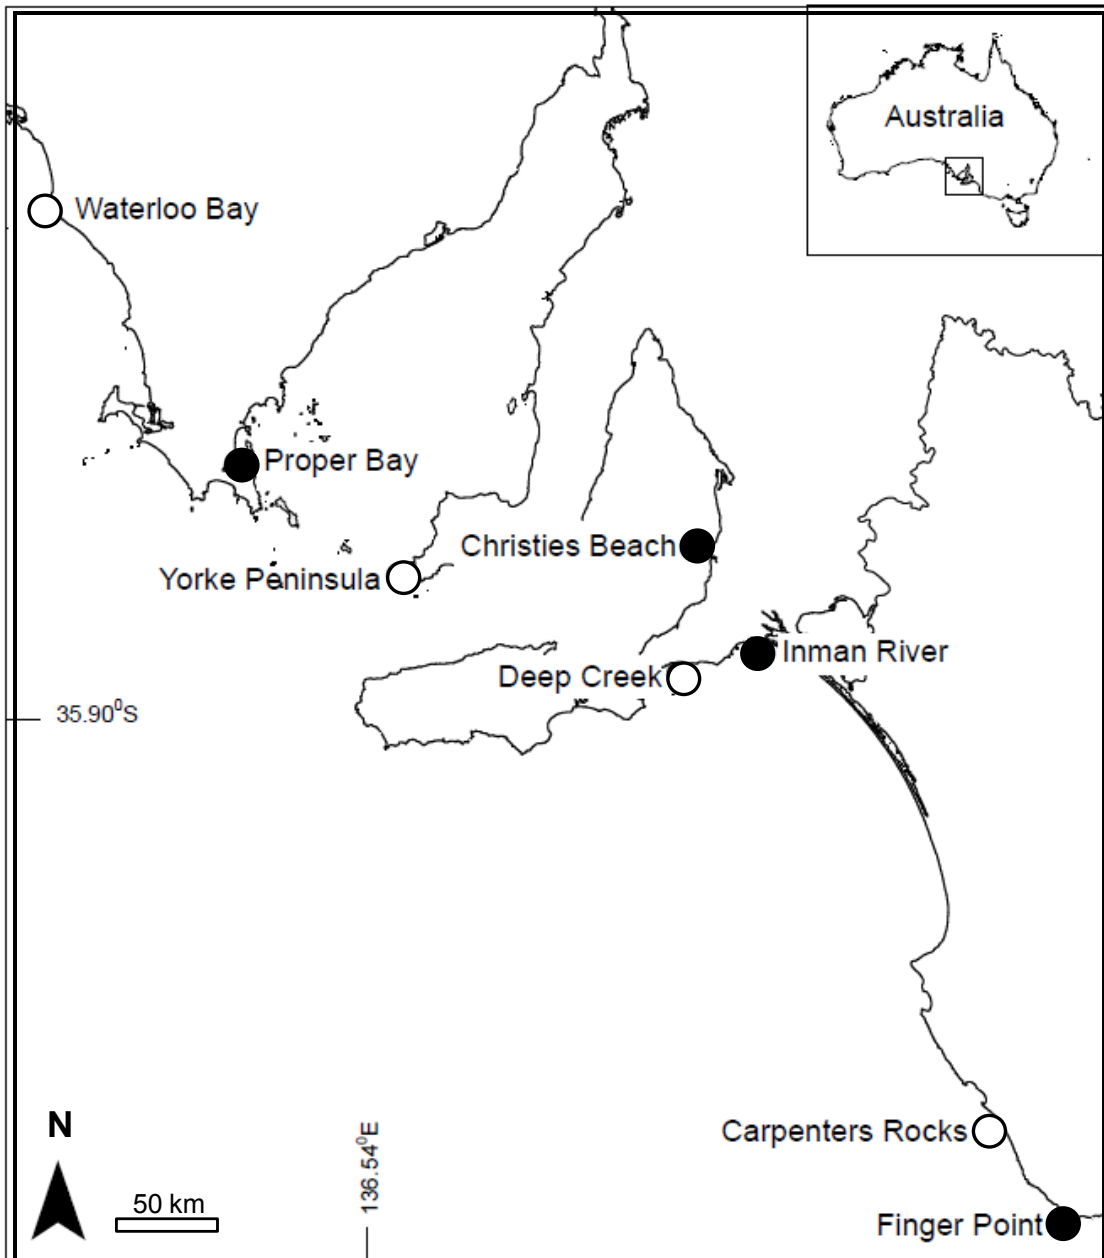 Australia
Waterloo Bay
Proper Bay
Christies Beach
Yorke Peninsula
Inman River
Deep Creek
35.90⁰S
Carpenters Rocks
N
136.54⁰E
50 km
Finger Point